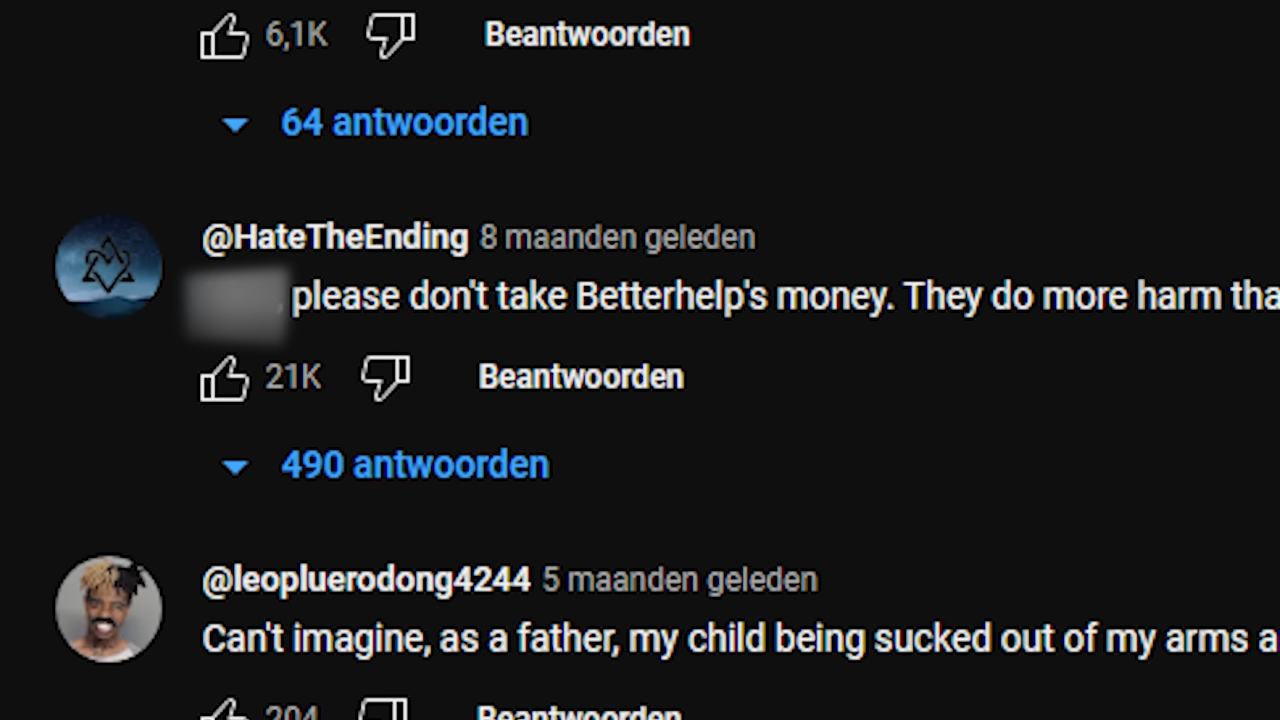 6,1K Beantwoorden
64 antwoorden
@HateTheEnding 8 maanden geleden
please don't take Betterhelp's money. They do more harm tha
21K Beantwoorden
490 antwoorden
@leopluerodong4244 5 maanden geleden
Can't imagine, as a father, my child being sucked out of my arms a
204 Beantwoorden